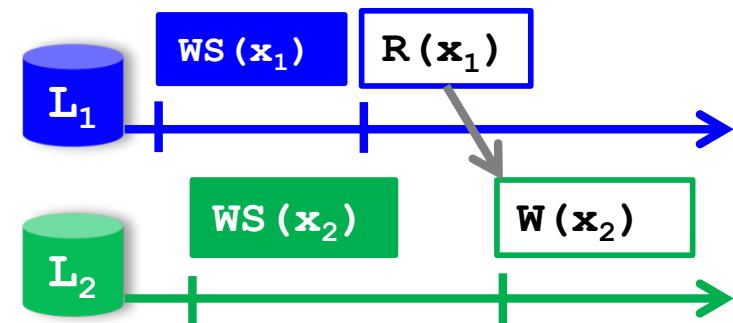 WS(x₁) R(x₁)
L₁
WS(x₂) W(x₂)
L₂